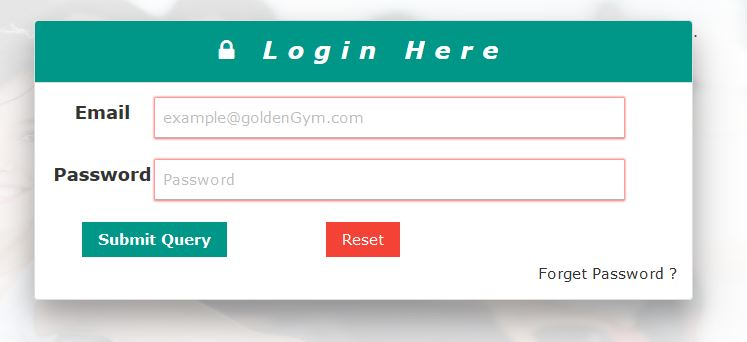 Login Here
Email example@goldenGym.com
Password Password
Submit Query Reset
Forget Password ?